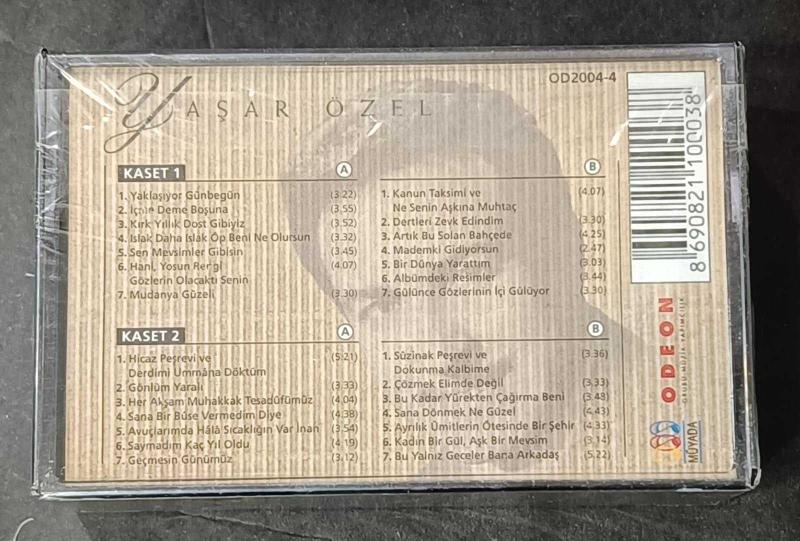 YAŞAR ÖZEL
OD2004-4
KASET 1
A
1. Yaklaşıyor Günbegün (3.22)
2. İçme Deme Boşuna (3.55)
3. Kırk Yıllık Dost Gibiyiz (3.52)
4. Islak Daha Islak Öp Beni Ne Olursun (3.32)
5. Sen Mevsimler Gibisin (3.45)
6. Hani, Yosun Rengi (4.07)
Gözlerin Olacaktı Senin
7. Mudanya Güzeli (3.30)
B
1. Kanun Taksimi ve (4.07)
Ne Senin Aşkına Muhtaç
2. Dertleri Zevk Edindim (3.30)
3. Artık Bu Solan Bahçede (4.25)
4. Mademki Gidiyorsun (2.47)
5. Bir Dünya Yarattım (3.03)
6. Albümdeki Resimler (3.44)
7. Gülünce Gözlerinin İçi Gülüyor (3.30)
KASET 2
A
1. Hicaz Peşrevi ve (5.21)
Derdimi Ummâna Döktüm
2. Gönlüm Yaralı (3.33)
3. Her Akşam Muhakkak Tesadüfümüz (4.04)
4. Sana Bir Bûse Vermedim Diye (4.38)
5. Avuçlarımda Hâlâ Sıcaklığın Var İnan (3.54)
6. Saymadım Kaç Yıl Oldu (4.19)
7. Geçmesin Günümüz (3.12)
B
1. Sûzinak Peşrevi ve (3.36)
Dokunma Kalbime
2. Çözmek Elimde Değil (3.33)
3. Bu Kadar Yürekten Çağırma Beni (3.48)
4. Sana Dönmek Ne Güzel (4.43)
5. Ayrılık Ümitlerin Ötesinde Bir Şehir (4.33)
6. Kadın Bir Gül, Aşk Bir Mevsim (3.14)
7. Bu Yalnız Geceler Bana Arkadaş (5.22)
8 690821 100038
ODEON
GRUBU MÜZİK YAPIMCILIK
MÜYADA